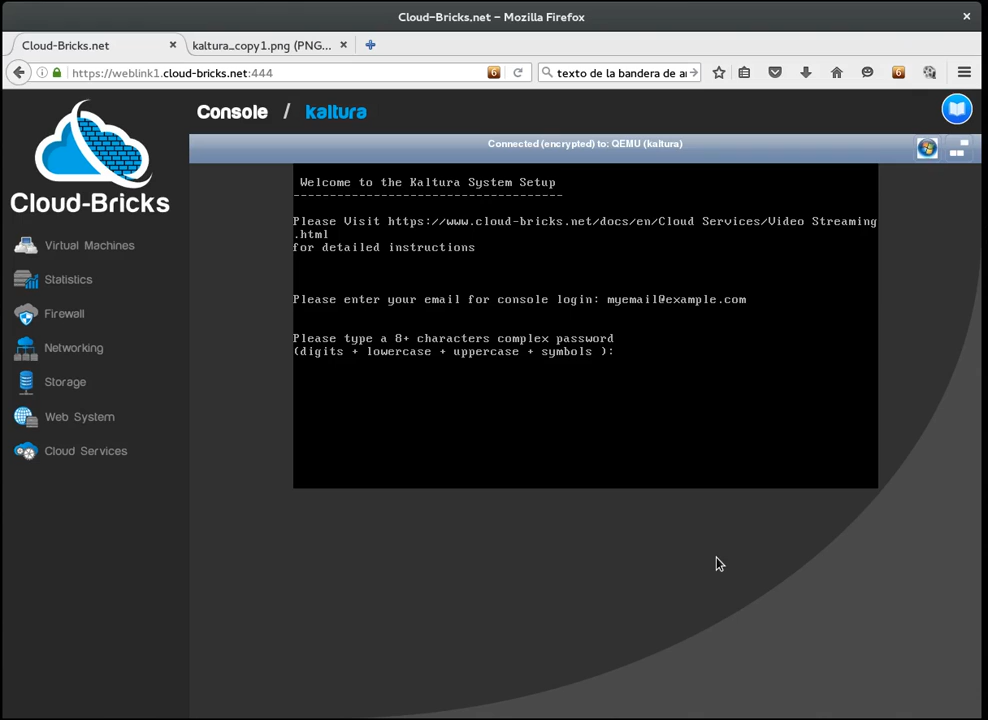 Cloud-Bricks.net - Mozilla Firefox
Cloud-Bricks.net
kaltura_copy1.png (PNG...
https://weblink1.cloud-bricks.net:444
6
texto de la bandera de
6
Cloud-Bricks
Console / kaltura
Connected (encrypted) to: QEMU (kaltura)
Virtual Machines
Statistics
Firewall
Networking
Storage
Web System
Cloud Services
Welcome to the Kaltura System Setup
-----------------------------------
Please Visit https://www.cloud-bricks.net/docs/en/Cloud Services/Video Streaming
.html
for detailed instructions
Please enter your email for console login: myemail@example.com
Please type a 8+ characters complex password
(digits + lowercase + uppercase + symbols ):